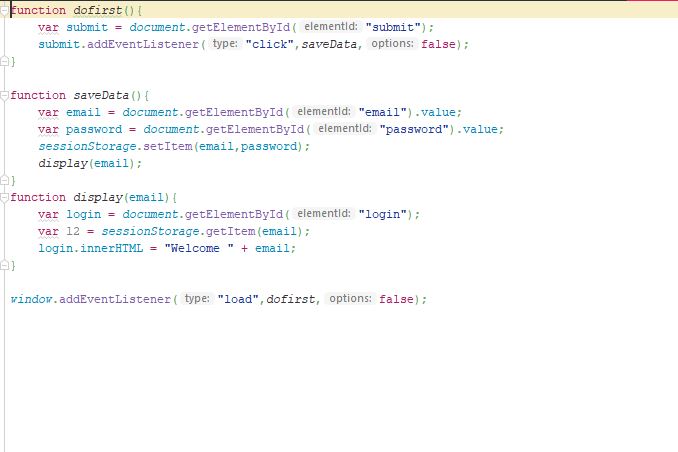 function dofirst(){
var submit = document.getElementById( elementId: "submit");
submit.addEventListener( type: "click",saveData, options: false);
}
function saveData(){
var email = document.getElementById( elementId: "email").value;
var password = document.getElementById( elementId: "password").value;
sessionStorage.setItem(email,password);
display(email);
}
function display(email){
var login = document.getElementById( elementId: "login");
var l2 = sessionStorage.getItem(email);
login.innerHTML = "Welcome " + email;
}
window.addEventListener( type: "load",dofirst, options: false);